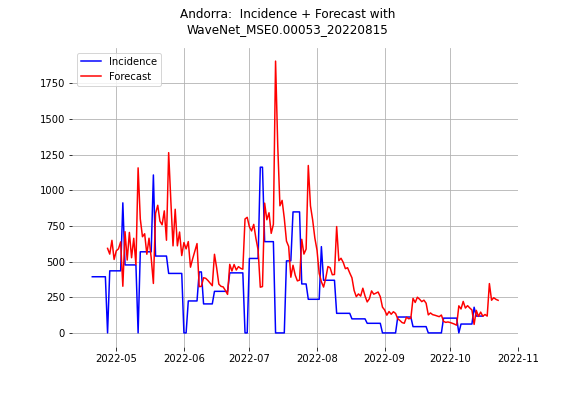 Andorra:  Incidence + Forecast with
WaveNet_MSE0.00053_20220815
Incidence
Forecast
1750
1500
1250
1000
750
500
250
0
2022-05 2022-06 2022-07 2022-08 2022-09 2022-10 2022-11